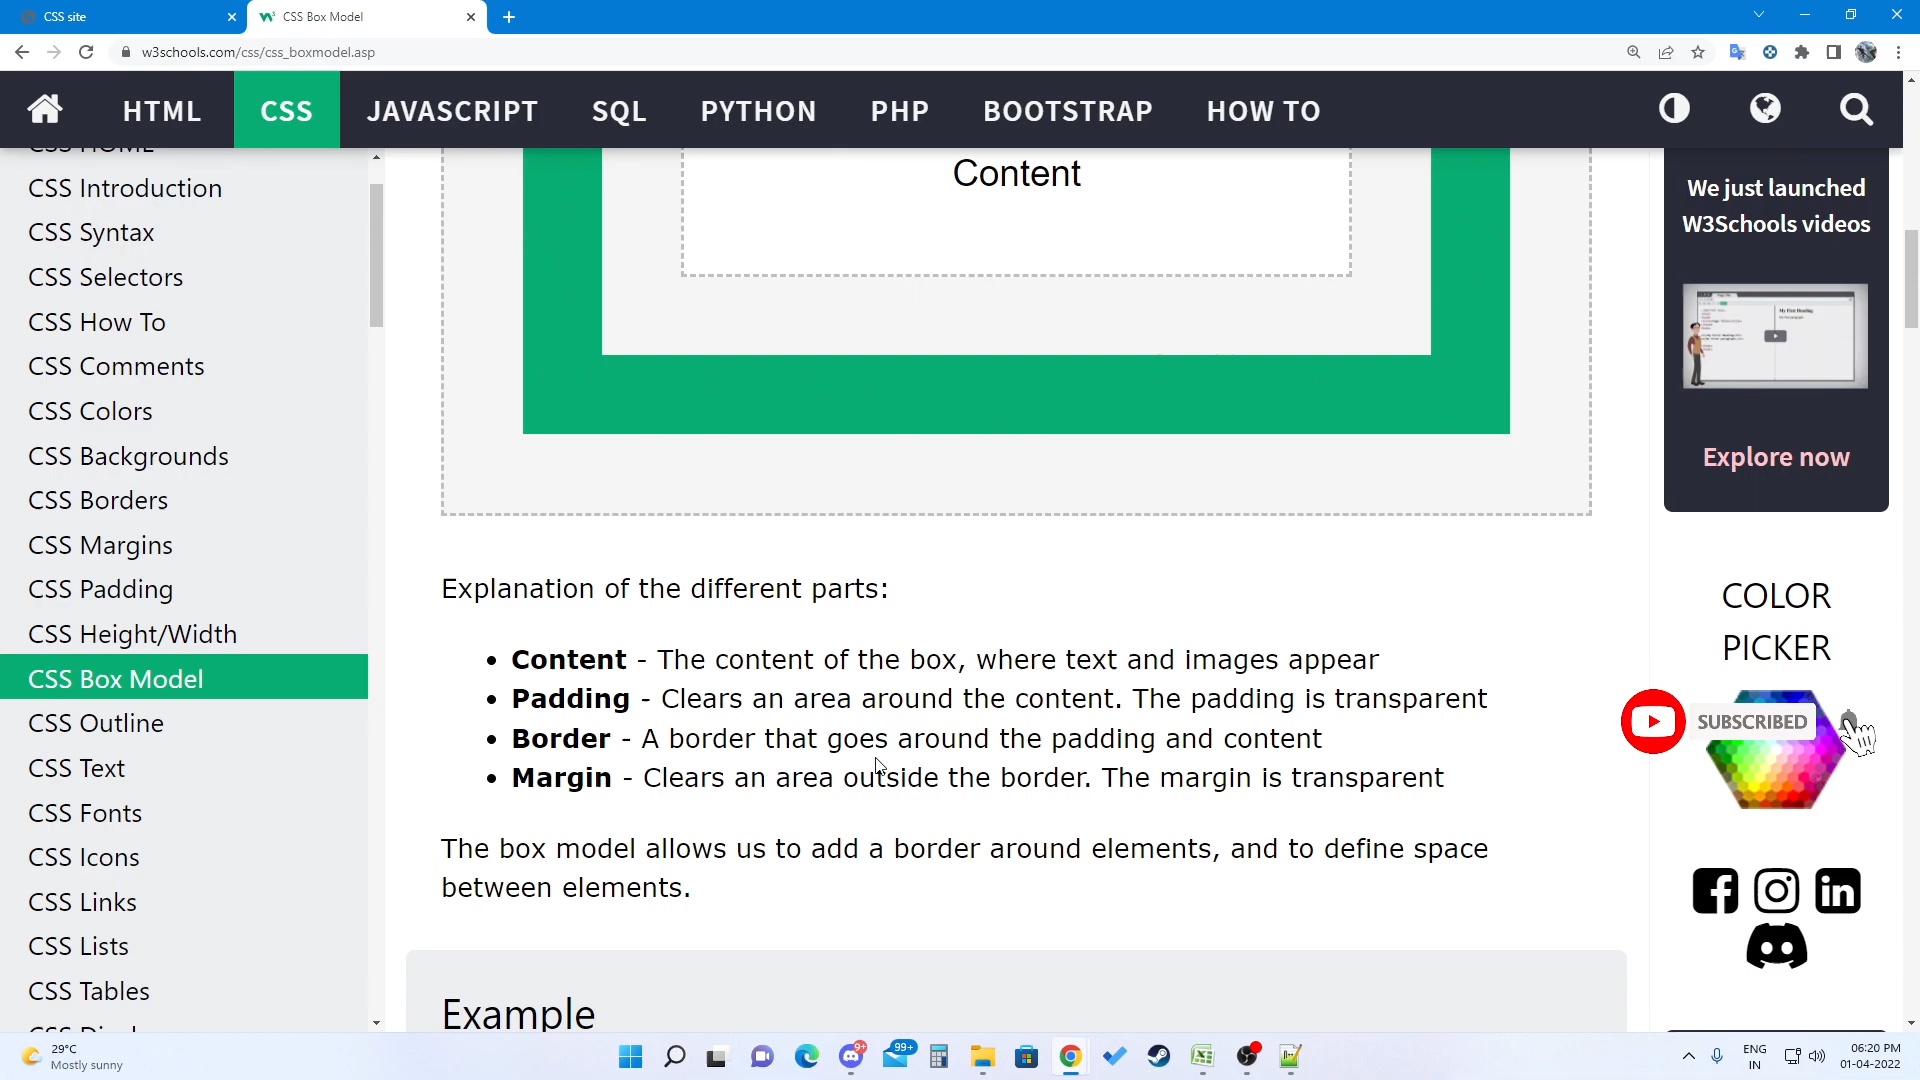 CSS site
CSS Box Model
w3schools.com/css/css_boxmodel.asp
HTML
CSS
JAVASCRIPT
SQL
PYTHON
PHP
BOOTSTRAP
HOW TO
CSS Introduction
CSS Syntax
CSS Selectors
CSS How To
CSS Comments
CSS Colors
CSS Backgrounds
CSS Borders
CSS Margins
CSS Padding
CSS Height/Width
CSS Box Model
CSS Outline
CSS Text
CSS Fonts
CSS Icons
CSS Links
CSS Lists
CSS Tables
Content
Explanation of the different parts:
• Content - The content of the box, where text and images appear
• Padding - Clears an area around the content. The padding is transparent
• Border - A border that goes around the padding and content
• Margin - Clears an area outside the border. The margin is transparent
The box model allows us to add a border around elements, and to define space
between elements.
Example
We just launched
W3Schools videos
Explore now
COLOR
PICKER
SUBSCRIBED
29°C
Mostly sunny
9+
99+
ENG
IN
06:20 PM
01-04-2022